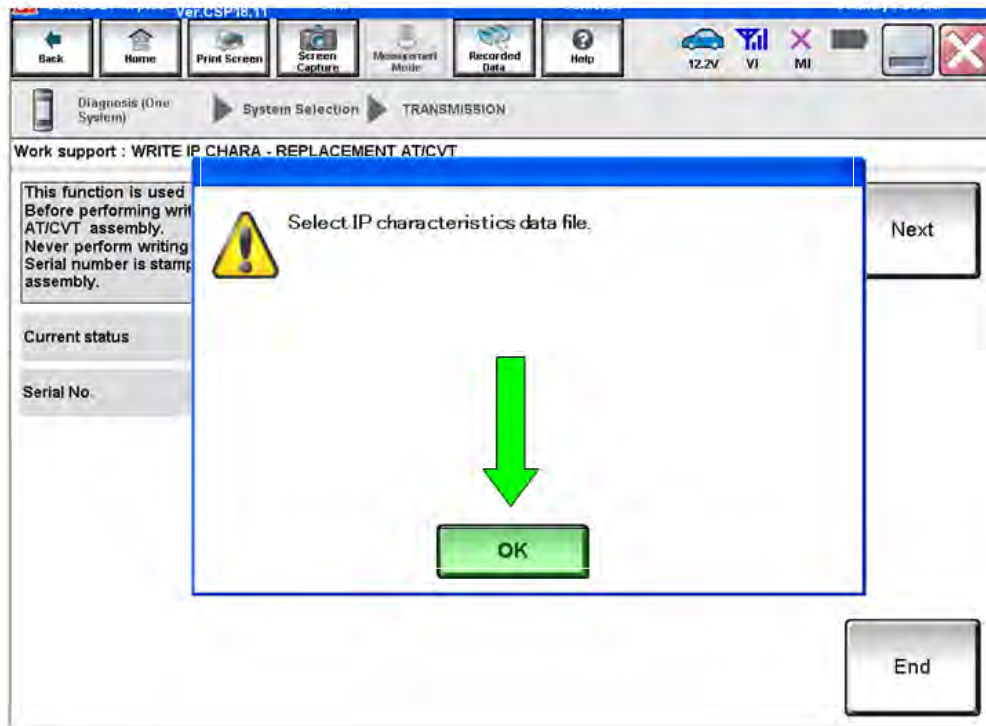 Ver.CSP18.11
Back
Home
Print Screen
Screen
Capture
Measurement
Mode
Recorded
Data
Help
12.2V
VI
MI
Diagnosis (One
System)
System Selection
TRANSMISSION
Work support : WRITE IP CHARA - REPLACEMENT AT/CVT
This function is used
Before performing writ
AT/CVT assembly.
Never perform writing
Serial number is stamp
assembly.
Select IP characteristics data file.
Next
Current status
Serial No.
OK
End